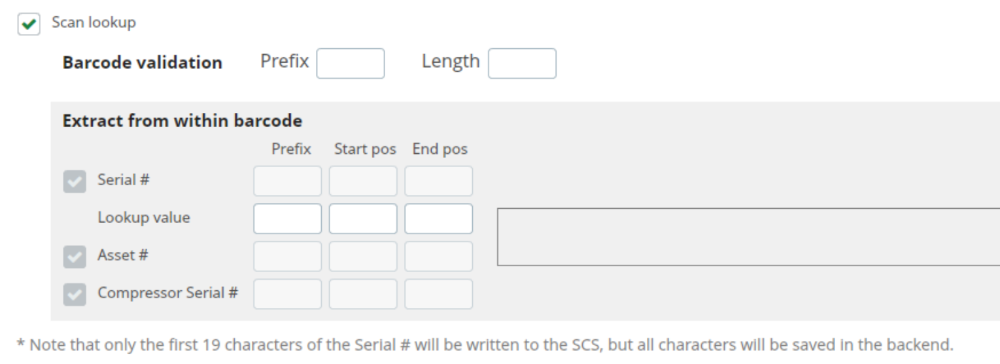 Scan lookup
Barcode validation Prefix Length
Extract from within barcode
Prefix Start pos End pos
Serial #
Lookup value
Asset #
Compressor Serial #
* Note that only the first 19 characters of the Serial # will be written to the SCS, but all characters will be saved in the backend.